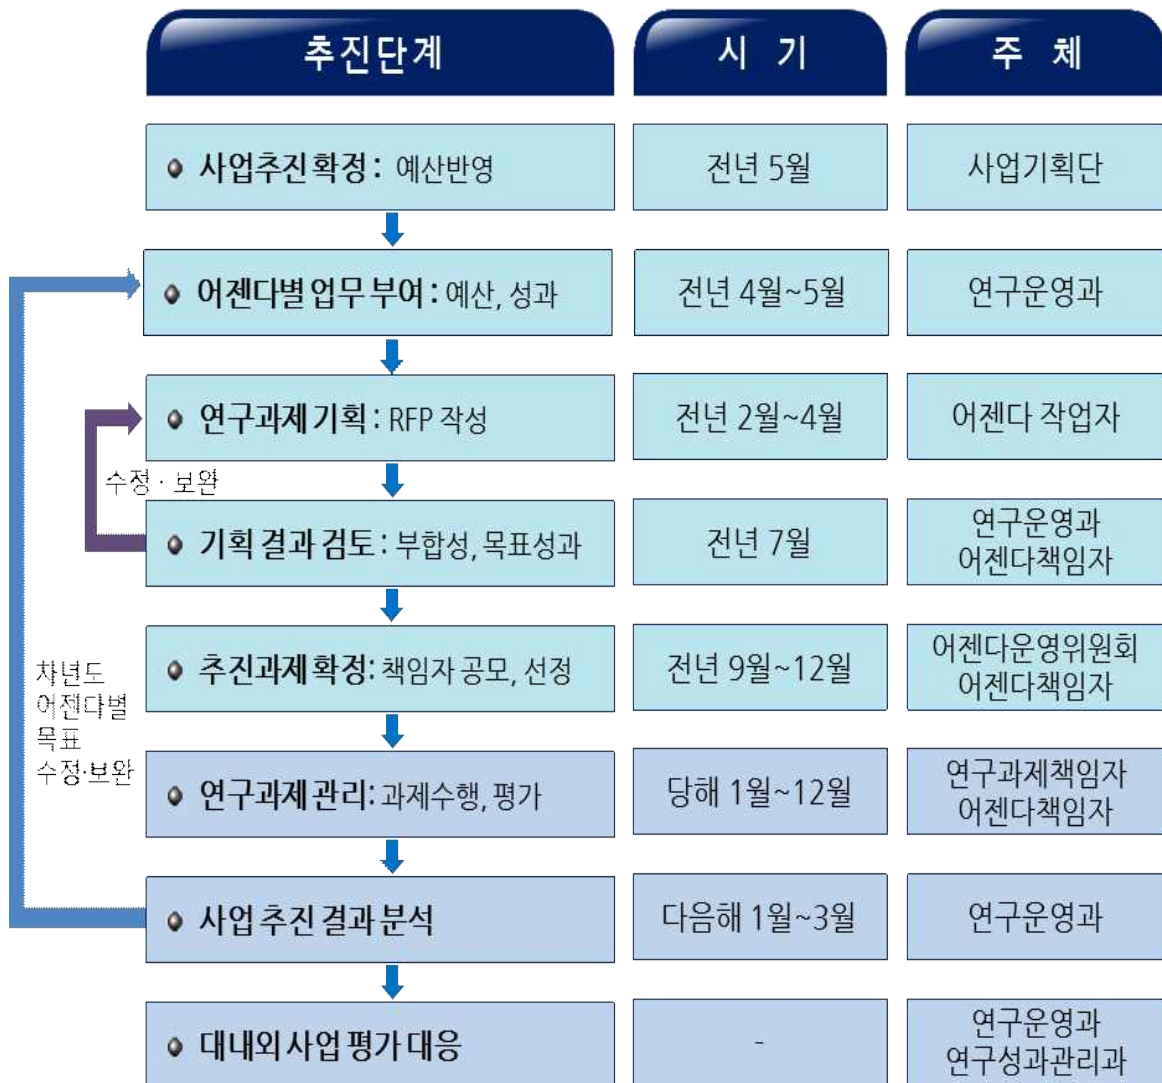 추진단계 시 기 주 체
사업추진 확정 : 예산반영 전년 5월 사업기획단
어젠다별 업무 부여 : 예산, 성과 전년 4월~5월 연구운영과
연구과제 기획 : RFP 작성 전년 2월~4월 어젠다 작업자
수정 · 보완
기획 결과 검토 : 부합성, 목표성과 전년 7월 연구운영과
어젠다책임자
추진과제 확정: 책임자 공모, 선정 전년 9월~12월 어젠다운영위원회
어젠다책임자
차년도
어젠다별
목표
수정·보완
연구과제 관리: 과제수행, 평가 당해 1월~12월 연구과제책임자
어젠다책임자
사업 추진 결과 분석 다음해 1월~3월 연구운영과
대내외 사업 평가 대응 - 연구운영과
연구성과관리과